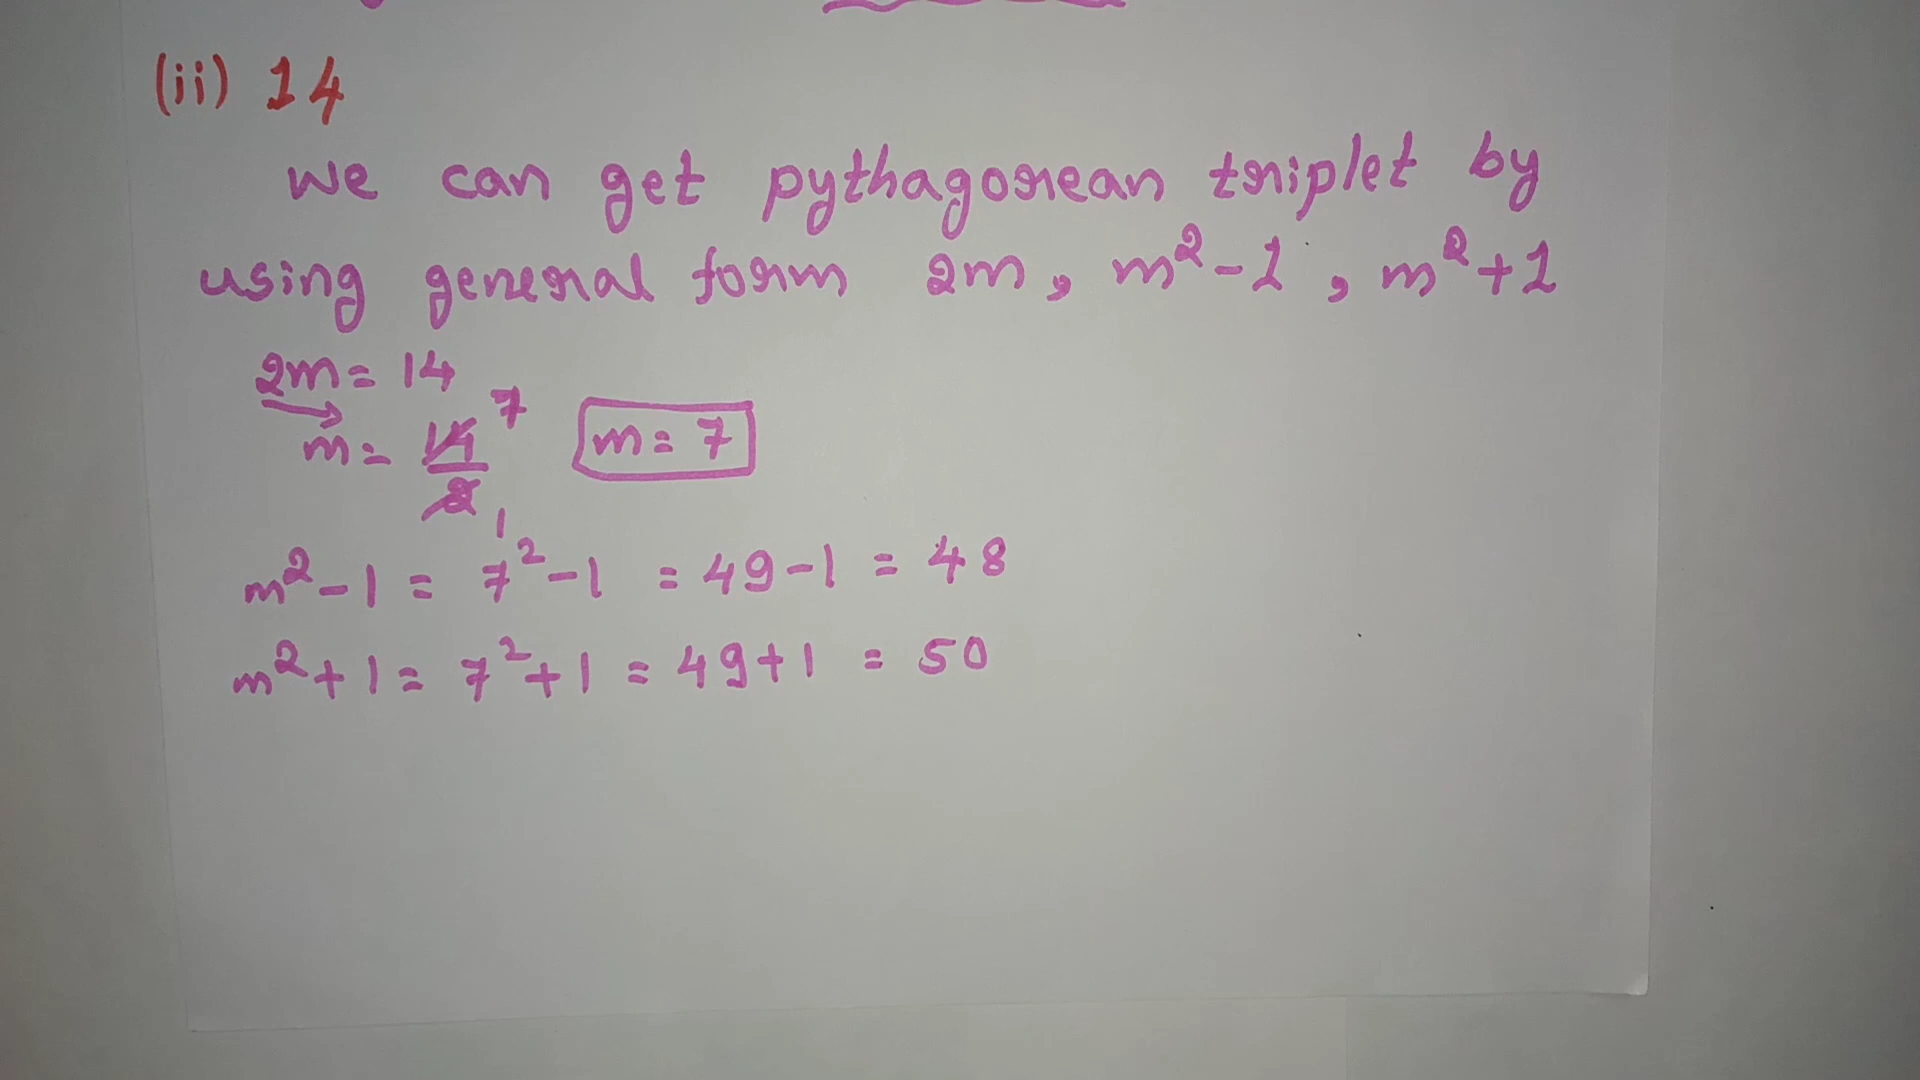 (ii) 14
we can get pythagorean triplet by
using general form 2m, m²-1, m²+1
2m = 14
m = 14/2 7 1 m = 7
m²-1 = 7²-1 = 49-1 = 48
m²+1 = 7²+1 = 49+1 = 50